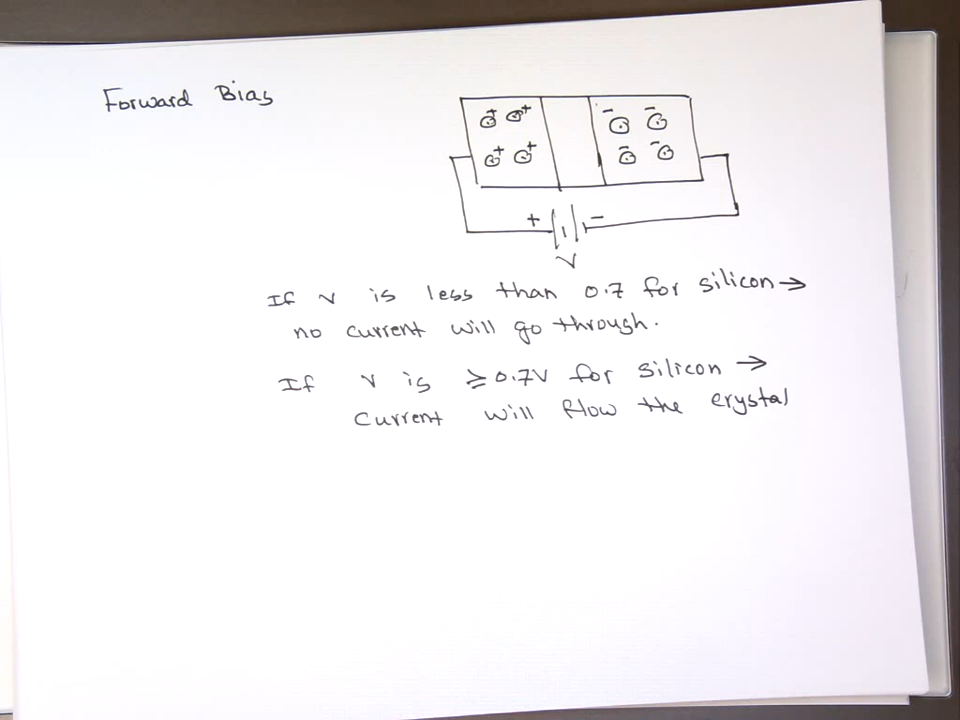 Forward Bias
+ + - -
+ + - -
+ -
V
If V is less than 0.7 for silicon →
no current will go through.
If V is ≥ 0.7V for silicon →
current will flow the crystal